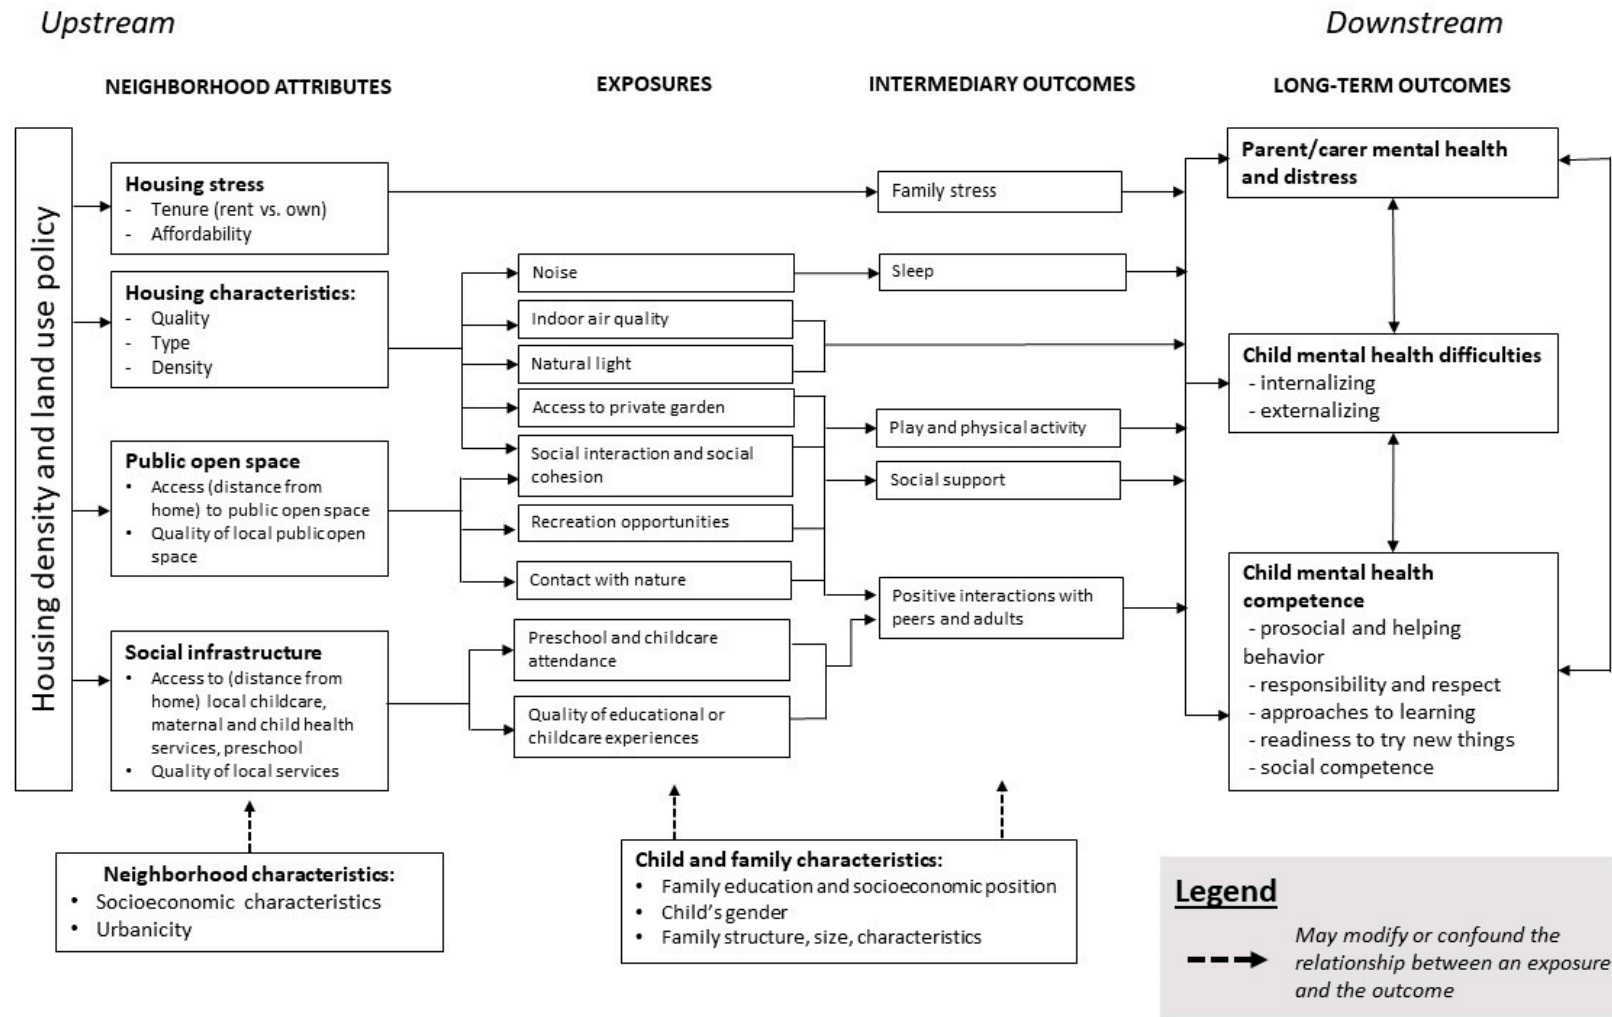 Upstream
Downstream
NEIGHBORHOOD ATTRIBUTES
EXPOSURES
INTERMEDIARY OUTCOMES
LONG-TERM OUTCOMES
Housing density and land use policy
Housing stress
- Tenure (rent vs. own)
- Affordability
Housing characteristics:
- Quality
- Type
- Density
Public open space
• Access (distance from
home) to public open space
• Quality of local public open
space
Social infrastructure
• Access to (distance from
home) local childcare,
maternal and child health
services, preschool
• Quality of local services
Noise
Indoor air quality
Natural light
Access to private garden
Social interaction and social
cohesion
Recreation opportunities
Contact with nature
Preschool and childcare
attendance
Quality of educational or
childcare experiences
Family stress
Sleep
Play and physical activity
Social support
Positive interactions with
peers and adults
Parent/carer mental health
and distress
Child mental health difficulties
- internalizing
- externalizing
Child mental health
competence
- prosocial and helping
behavior
- responsibility and respect
- approaches to learning
- readiness to try new things
- social competence
Neighborhood characteristics:
• Socioeconomic characteristics
• Urbanicity
Child and family characteristics:
• Family education and socioeconomic position
• Child's gender
• Family structure, size, characteristics
Legend
May modify or confound the
relationship between an exposure
and the outcome